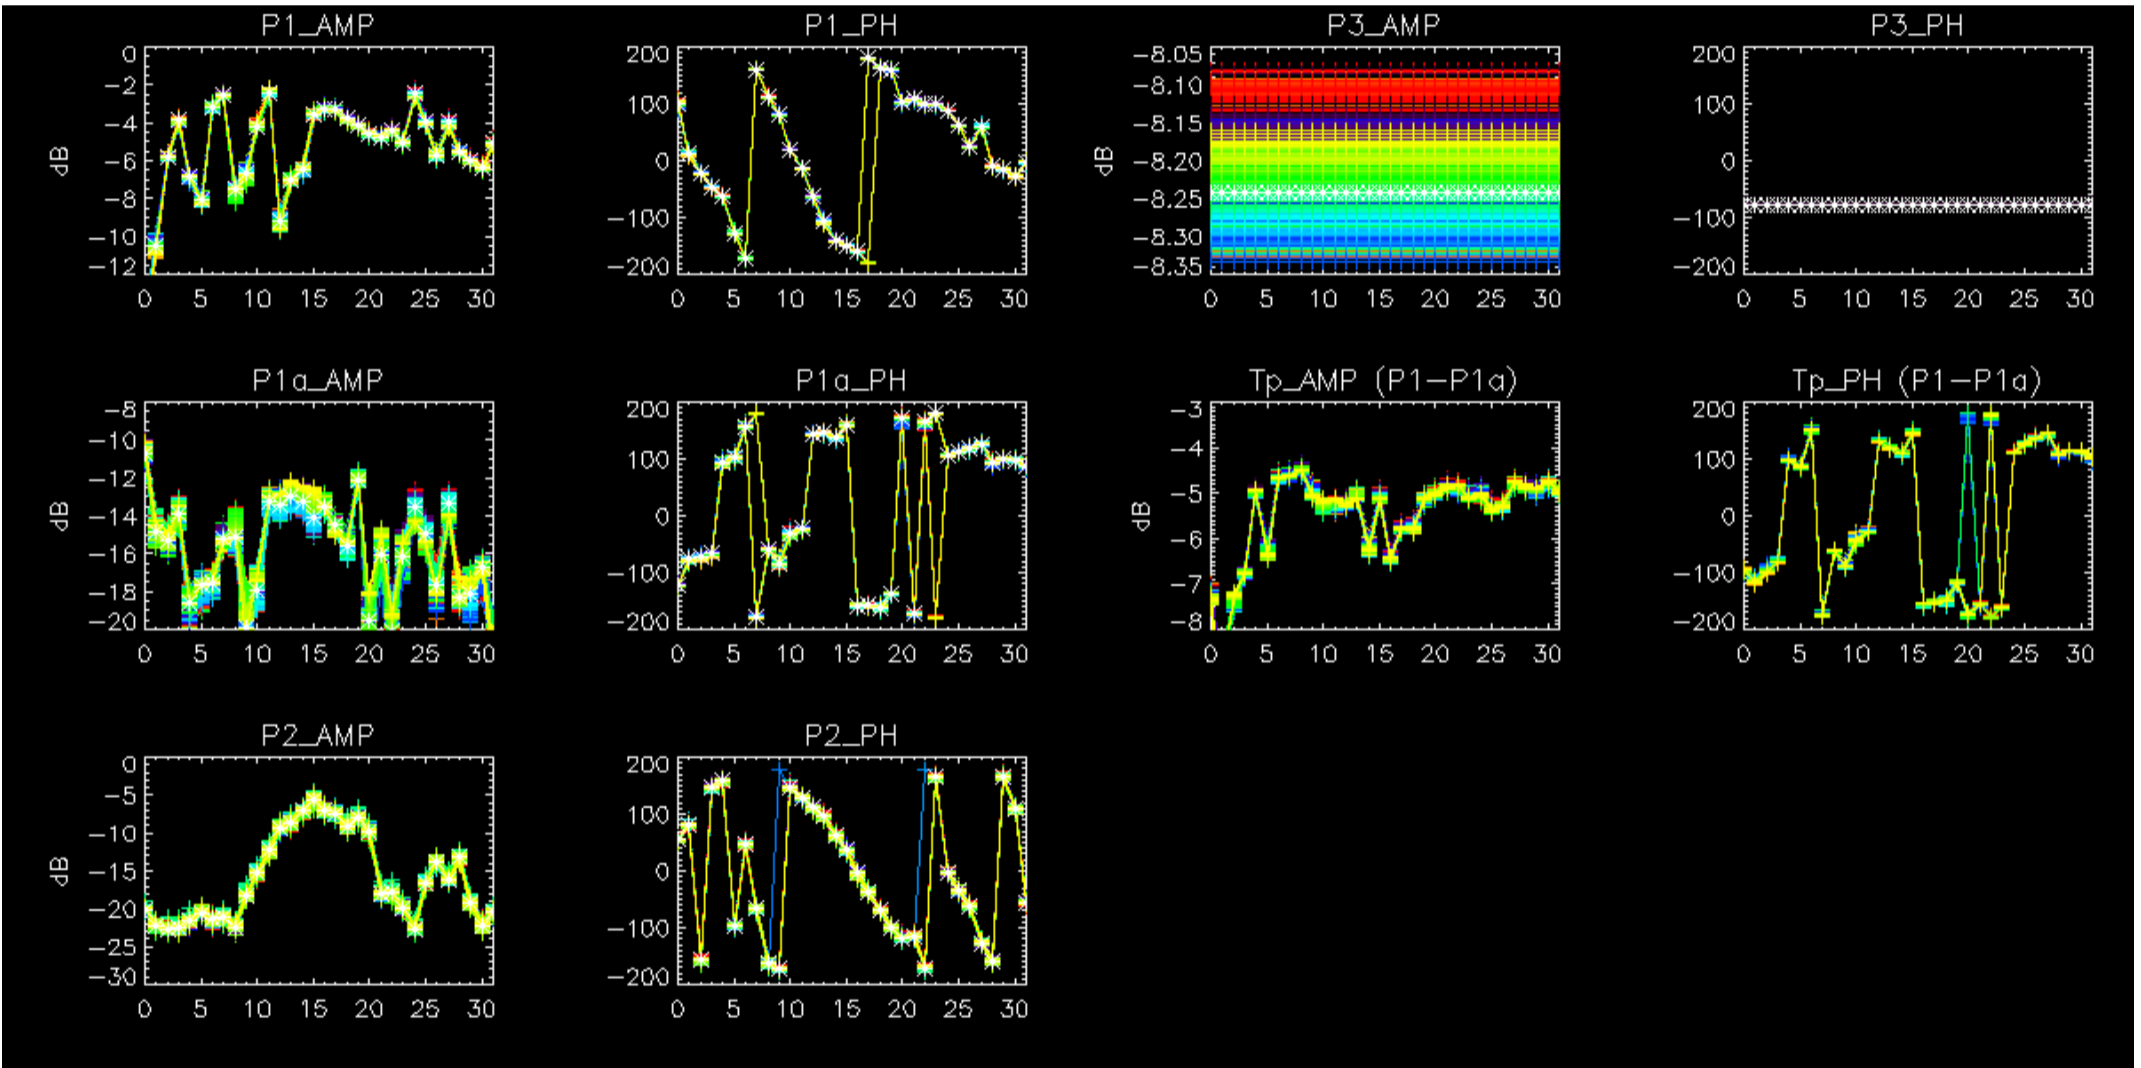 P1_AMP
P1_PH
P3_AMP
P3_PH
dB
0
-2
-4
-6
-8
-10
-12
0 5 10 15 20 25 30
200
100
0
-100
-200
0 5 10 15 20 25 30
dB
-8.05
-8.10
-8.15
-8.20
-8.25
-8.30
-8.35
0 5 10 15 20 25 30
200
100
0
-100
-200
0 5 10 15 20 25 30
P1a_AMP
P1a_PH
Tp_AMP (P1-P1a)
Tp_PH (P1-P1a)
dB
-8
-10
-12
-14
-16
-18
-20
0 5 10 15 20 25 30
200
100
0
-100
-200
0 5 10 15 20 25 30
dB
-3
-4
-5
-6
-7
-8
0 5 10 15 20 25 30
200
100
0
-100
-200
0 5 10 15 20 25 30
P2_AMP
P2_PH
dB
0
-5
-10
-15
-20
-25
-30
0 5 10 15 20 25 30
200
100
0
-100
-200
0 5 10 15 20 25 30